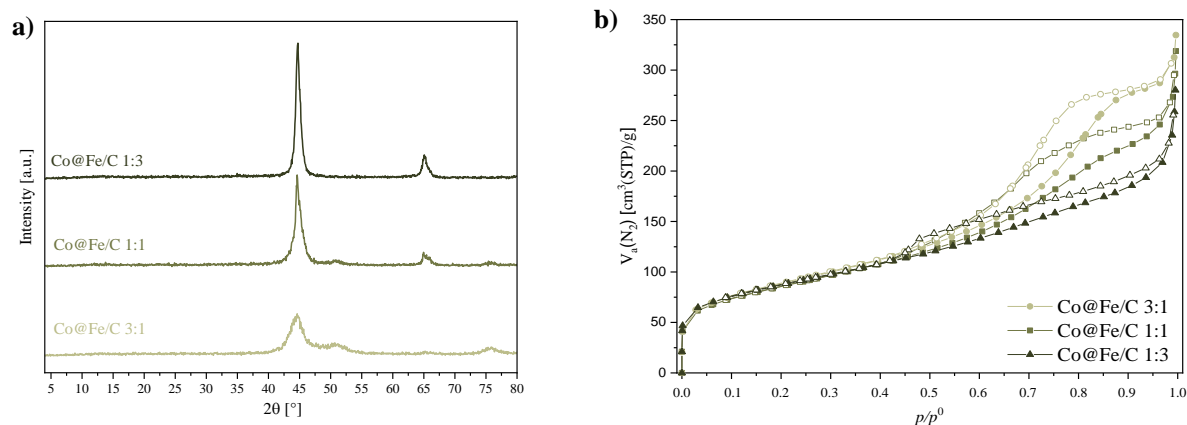 a)
Intensity [a.u.]
Co@Fe/C 1:3
Co@Fe/C 1:1
Co@Fe/C 3:1
5 10 15 20 25 30 35 40 45 50 55 60 65 70 75 80
2θ [°]
b)
Vₐ(N₂) [cm³(STP)/g]
350
300
250
200
150
100
50
0
0.0 0.1 0.2 0.3 0.4 0.5 0.6 0.7 0.8 0.9 1.0
p/p⁰
Co@Fe/C 3:1
Co@Fe/C 1:1
Co@Fe/C 1:3